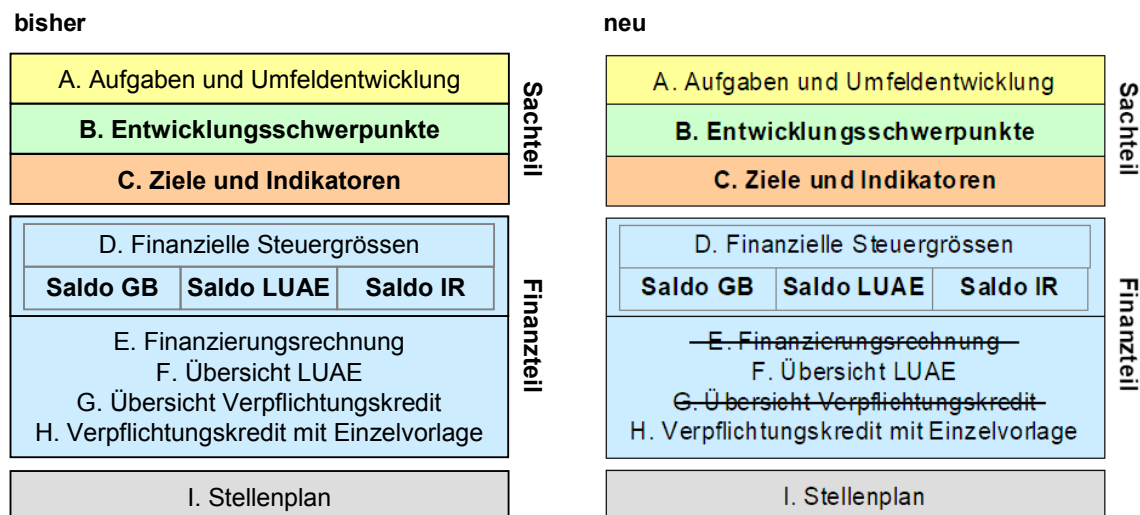 bisher
A. Aufgaben und Umfeldentwicklung
B. Entwicklungsschwerpunkte
C. Ziele und Indikatoren
Sachteil
D. Finanzielle Steuergrössen
Saldo GB Saldo LUAE Saldo IR
E. Finanzierungsrechnung
F. Übersicht LUAE
G. Übersicht Verpflichtungskredit
H. Verpflichtungskredit mit Einzelvorlage
Finanzteil
I. Stellenplan
neu
A. Aufgaben und Umfeldentwicklung
B. Entwicklungsschwerpunkte
C. Ziele und Indikatoren
Sachteil
D. Finanzielle Steuergrössen
Saldo GB Saldo LUAE Saldo IR
E. Finanzierungsrechnung
F. Übersicht LUAE
G. Übersicht Verpflichtungskredit
H. Verpflichtungskredit mit Einzelvorlage
Finanzteil
I. Stellenplan